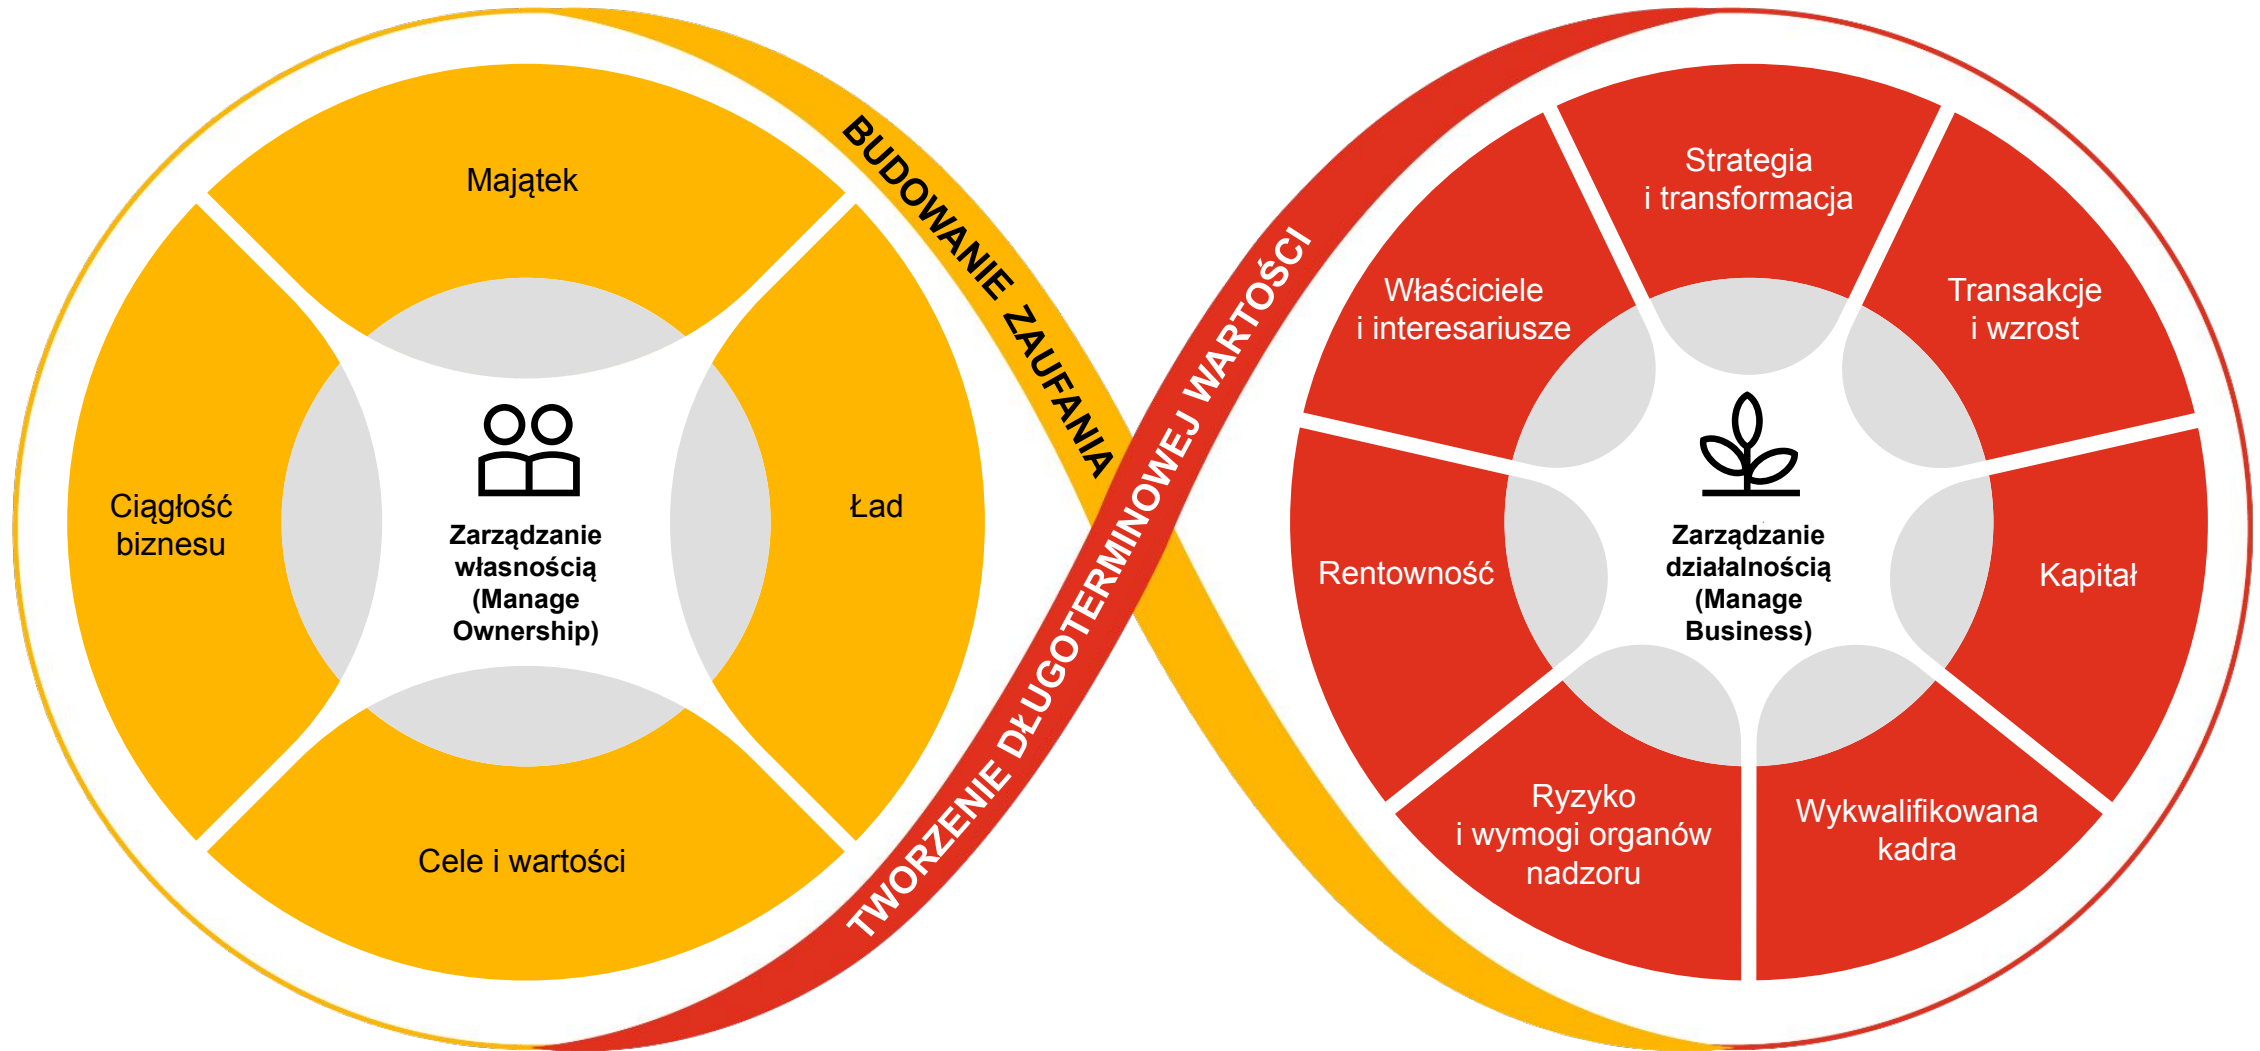 Majątek
Ciągłość
biznesu
Zarządzanie
własnością
(Manage
Ownership)
Ład
Cele i wartości
BUDOWANIE ZAUFANIA
TWORZENIE DŁUGOTERMINOWEJ WARTOŚCI
Strategia
i transformacja
Właściciele
i interesariusze
Transakcje
i wzrost
Rentowność
Zarządzanie
działalnością
(Manage
Business)
Kapitał
Ryzyko
i wymogi organów
nadzoru
Wykwalifikowana
kadra